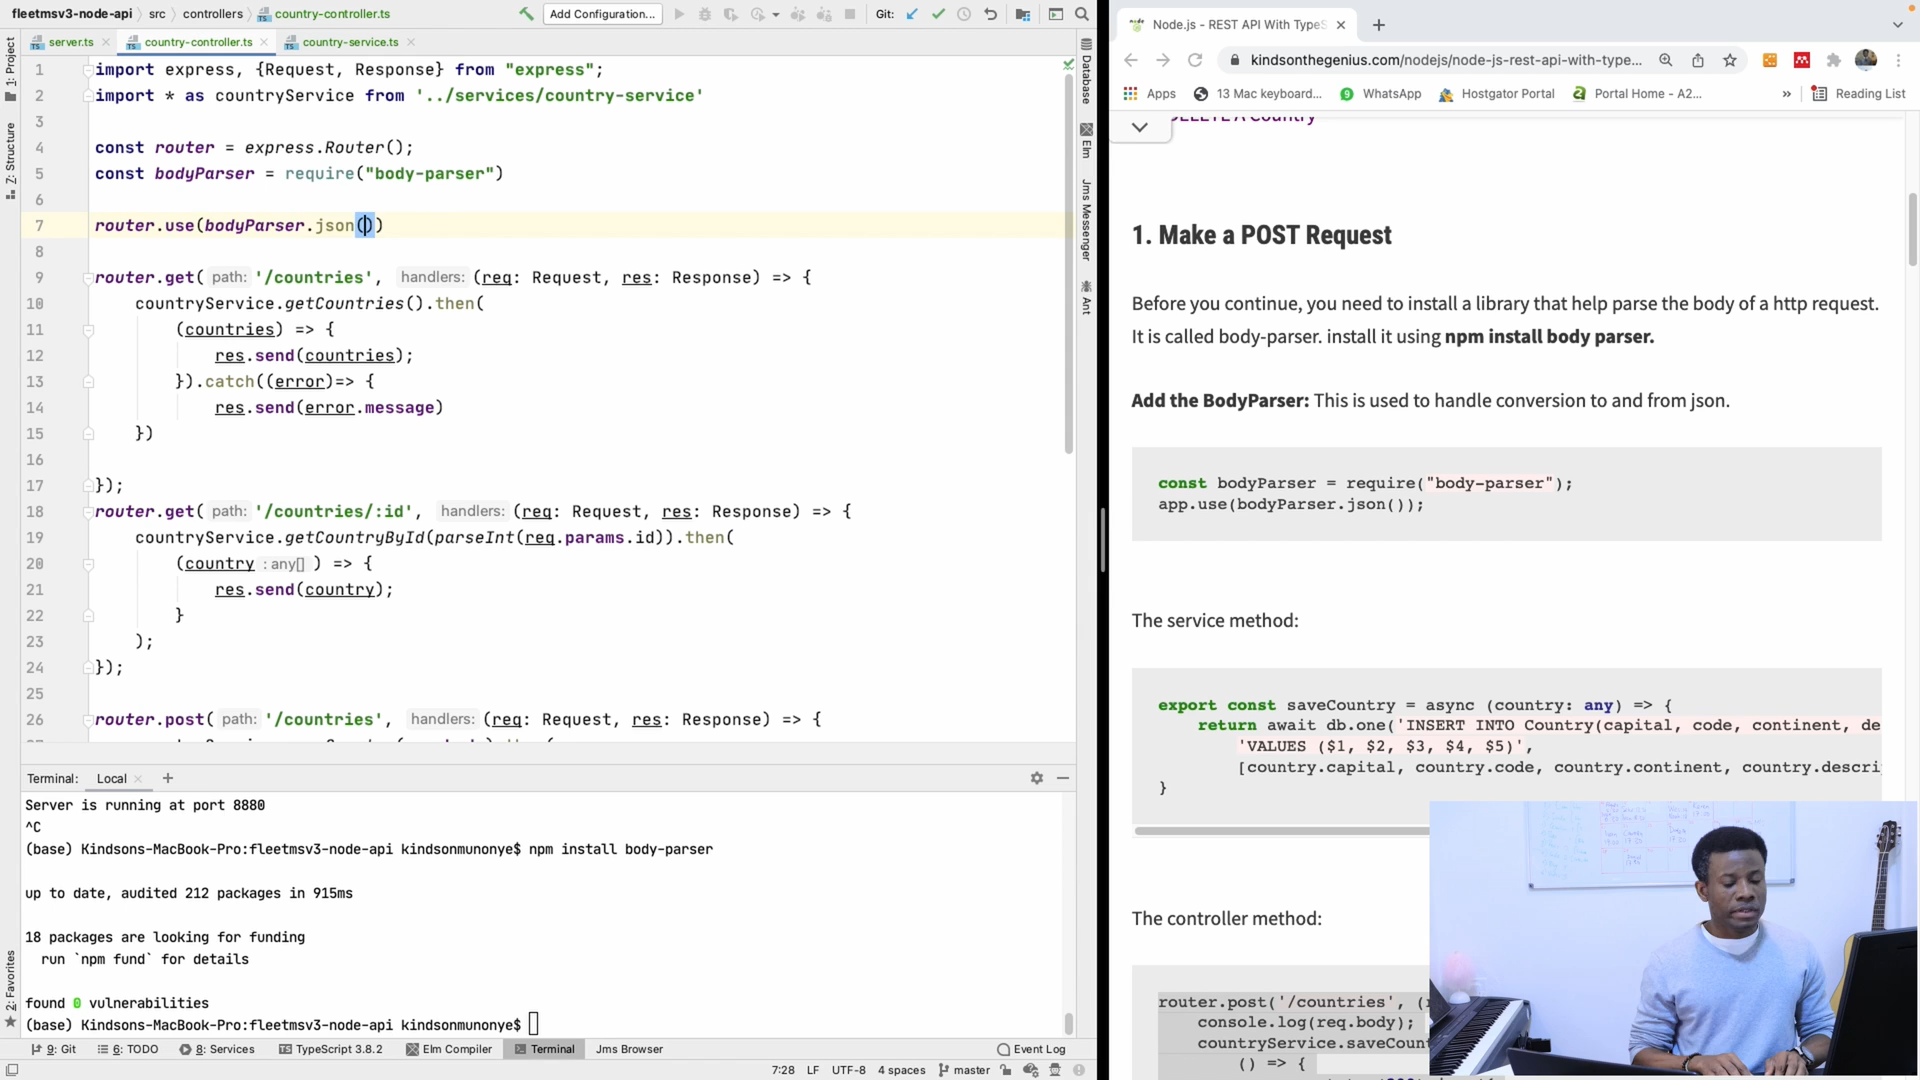 fleetmsv3-node-api
src
controllers
country-controller.ts
Add Configuration...
Git:
server.ts
country-controller.ts
country-service.ts
1: Project
Z: Structure
2: Favorites
1 import express, {Request, Response} from "express";
2 import * as countryService from '../services/country-service'
3
4 const router = express.Router();
5 const bodyParser = require("body-parser")
6
7 router.use(bodyParser.json())
8
9 router.get( path: '/countries', handlers: (req: Request, res: Response) => {
10 countryService.getCountries().then(
11 (countries) => {
12 res.send(countries);
13 }).catch((error)=> {
14 res.send(error.message)
15 })
16
17 });
18 router.get( path: '/countries/:id', handlers: (req: Request, res: Response) => {
19 countryService.getCountryById(parseInt(req.params.id)).then(
20 (country : any[] ) => {
21 res.send(country);
22 }
23 );
24 });
25
26 router.post( path: '/countries', handlers: (req: Request, res: Response) => {
Database
Elm
Jms Messenger
Ant
Terminal: Local
Server is running at port 8880
^C
(base) Kindsons-MacBook-Pro:fleetmsv3-node-api kindsonmunonye$ npm install body-parser
up to date, audited 212 packages in 915ms
18 packages are looking for funding
run `npm fund` for details
found 0 vulnerabilities
(base) Kindsons-MacBook-Pro:fleetmsv3-node-api kindsonmunonye$
9: Git
6: TODO
8: Services
TypeScript 3.8.2
Elm Compiler
Terminal
Jms Browser
Event Log
7:28 LF UTF-8 4 spaces master
Node.js - REST API With TypeS
kindsonthegenius.com/nodejs/node-js-rest-api-with-type...
Apps
13 Mac keyboard...
WhatsApp
Hostgator Portal
Portal Home - A2...
»
Reading List
DELETE A Country
1. Make a POST Request
Before you continue, you need to install a library that help parse the body of a http request.
It is called body-parser. install it using npm install body parser.
Add the BodyParser: This is used to handle conversion to and from json.
const bodyParser = require("body-parser");
app.use(bodyParser.json());
The service method:
export const saveCountry = async (country: any) => {
return await db.one('INSERT INTO Country(capital, code, continent, de
'VALUES ($1, $2, $3, $4, $5)',
[country.capital, country.code, country.continent, country.descri
}
The controller method:
router.post('/countries', (
console.log(req.body);
countryService.saveCoun
() => {